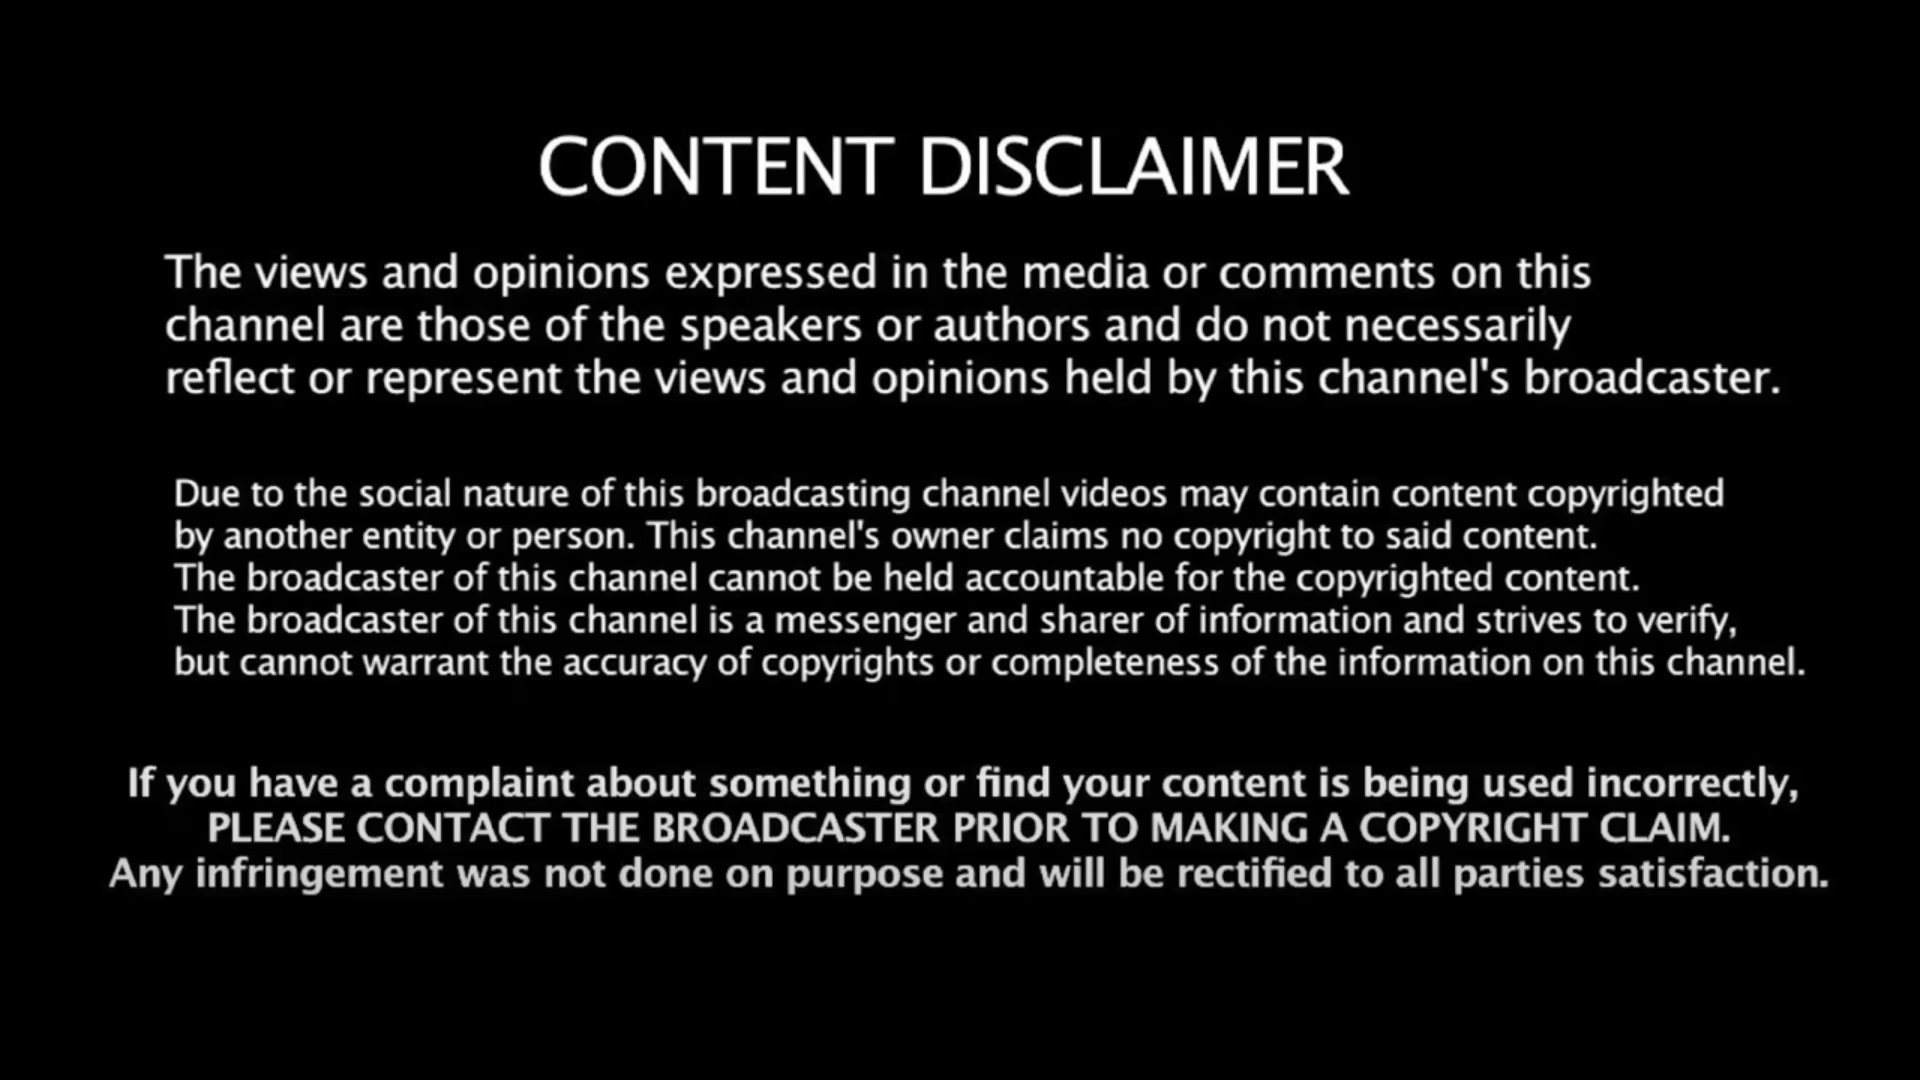 CONTENT DISCLAIMER
The views and opinions expressed in the media or comments on this
channel are those of the speakers or authors and do not necessarily
reflect or represent the views and opinions held by this channel's broadcaster.
Due to the social nature of this broadcasting channel videos may contain content copyrighted
by another entity or person. This channel's owner claims no copyright to said content.
The broadcaster of this channel cannot be held accountable for the copyrighted content.
The broadcaster of this channel is a messenger and sharer of information and strives to verify,
but cannot warrant the accuracy of copyrights or completeness of the information on this channel.
If you have a complaint about something or find your content is being used incorrectly,
PLEASE CONTACT THE BROADCASTER PRIOR TO MAKING A COPYRIGHT CLAIM.
Any infringement was not done on purpose and will be rectified to all parties satisfaction.